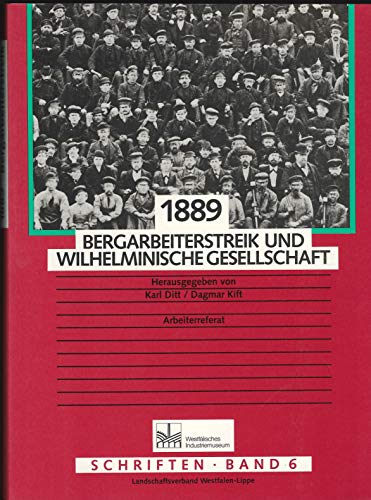 1889
BERGARBEITERSTREIK UND
WILHELMINISCHE GESELLSCHAFT
Herausgegeben von
Karl Ditt / Dagmar Kift
Arbeiterreferat
Westfälisches
Industriemuseum
SCHRIFTEN · BAND 6
Landschaftsverband Westfalen-Lippe